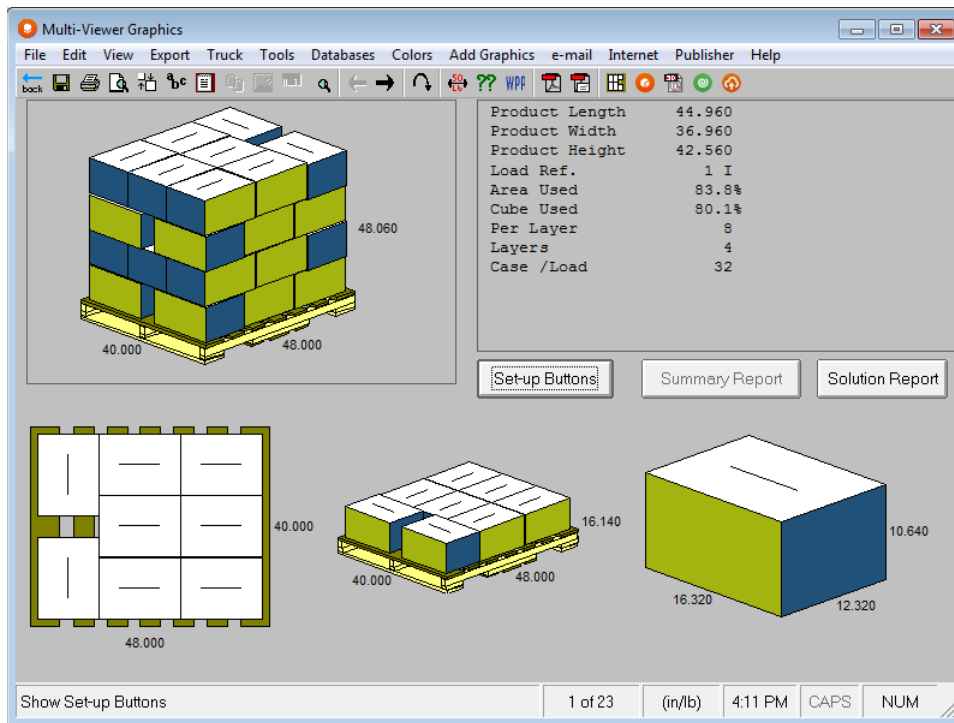 Multi-Viewer Graphics
File Edit View Export Truck Tools Databases Colors Add Graphics e-mail Internet Publisher Help
back abc 50 L6 ?? WPF
Product Length 44.960
Product Width 36.960
Product Height 42.560
Load Ref. 1 I
Area Used 83.8%
Cube Used 80.1%
Per Layer 8
Layers 4
Case /Load 32
48.060
40.000
48.000
Set-up Buttons Summary Report Solution Report
40.000
48.000
16.140
40.000
48.000
10.640
16.320
12.320
Show Set-up Buttons 1 of 23 (in/lb) 4:11 PM CAPS NUM